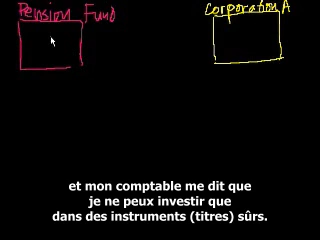 Pension Fund
Corporation A
et mon comptable me dit que
je ne peux investir que
dans des instruments (titres) sûrs.